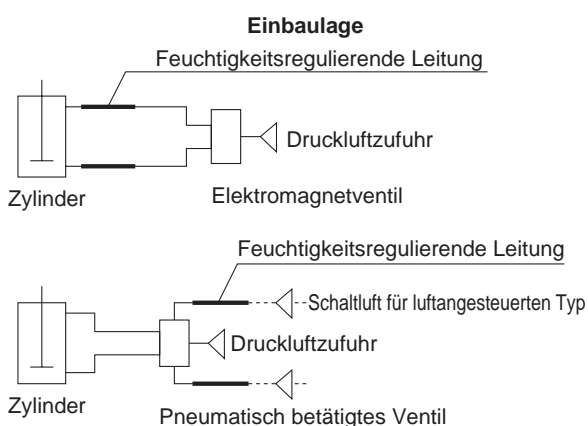 Einbaulage
Feuchtigkeitsregulierende Leitung
Druckluftzufuhr
Zylinder
Elektromagnetventil
Feuchtigkeitsregulierende Leitung
Schaltluft für luftangesteuerten Typ
Druckluftzufuhr
Zylinder
Pneumatisch betätigtes Ventil